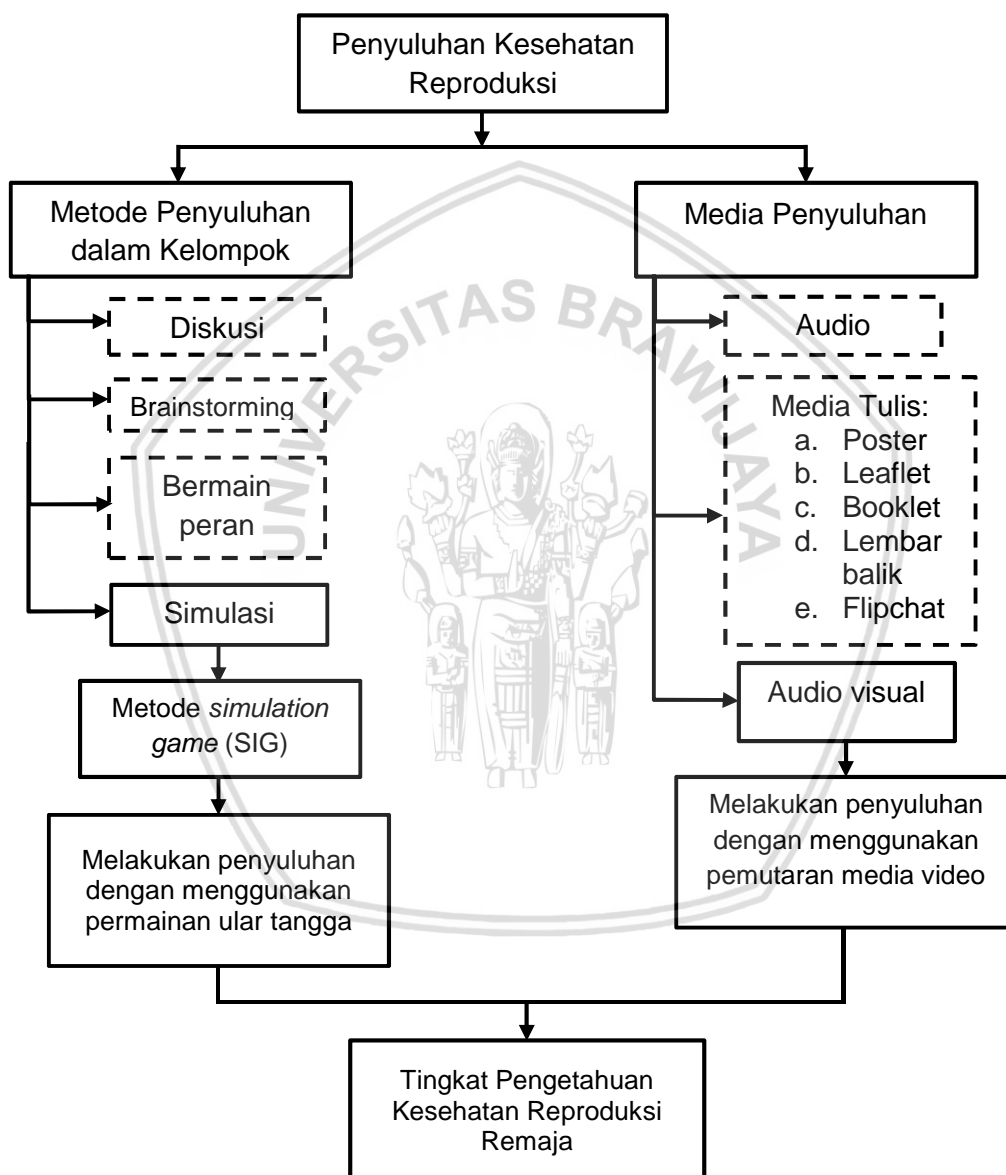 Penyuluhan Kesehatan
Reproduksi
Metode Penyuluhan
dalam Kelompok
Media Penyuluhan
UNIVERSITAS BRAWIJAYA
Diskusi
Brainstorming
Bermain
peran
Simulasi
Metode simulation
game (SIG)
Melakukan penyuluhan
dengan menggunakan
permainan ular tangga
Audio
Media Tulis:
a. Poster
b. Leaflet
c. Booklet
d. Lembar
balik
e. Flipchat
Audio visual
Melakukan penyuluhan
dengan menggunakan
pemutaran media video
Tingkat Pengetahuan
Kesehatan Reproduksi
Remaja